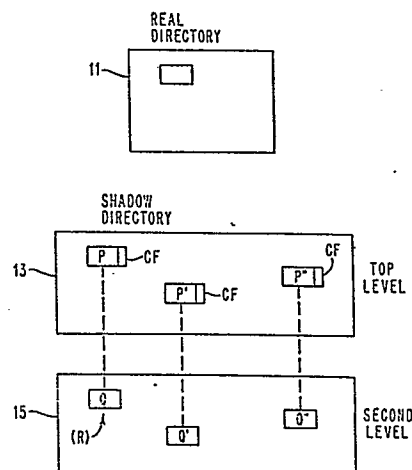 REAL
DIRECTORY
11
SHADOW
DIRECTORY
13
P CF
P' CF
P" CF
TOP
LEVEL
15
Q
(R)
Q'
Q"
SECOND
LEVEL